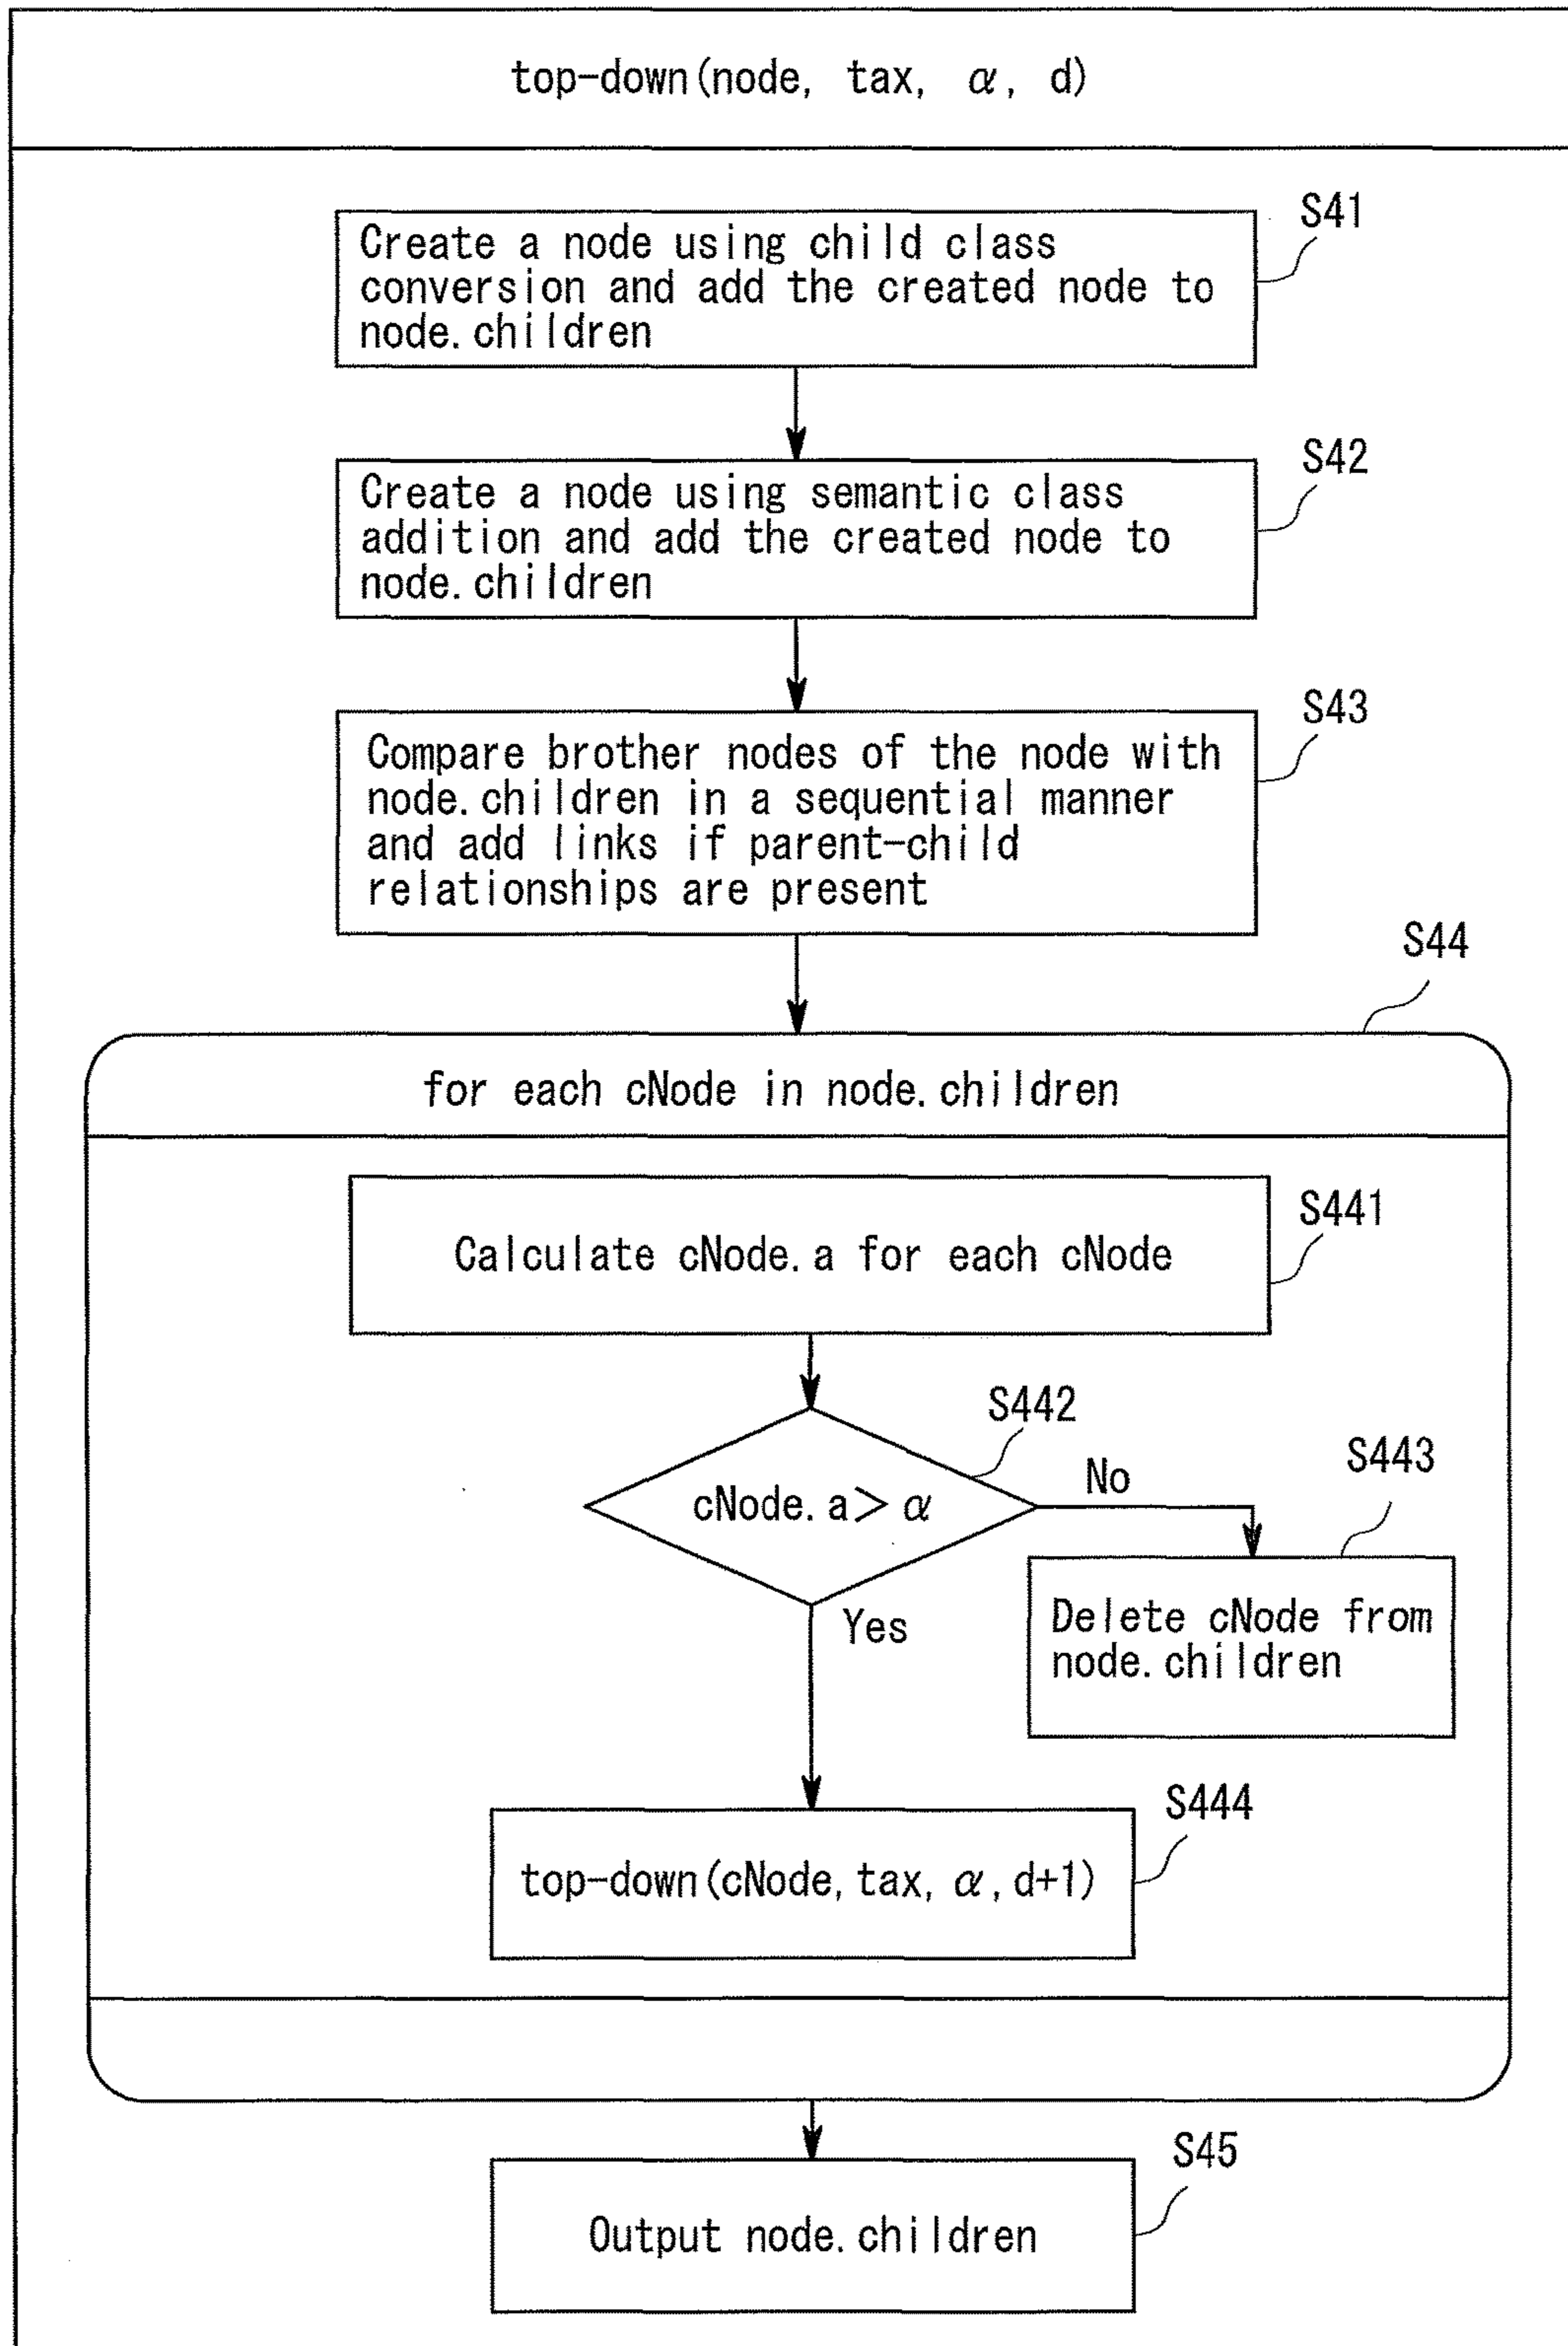 top-down(node, tax, α, d)
S41
Create a node using child class
conversion and add the created node to
node.children
S42
Create a node using semantic class
addition and add the created node to
node.children
S43
Compare brother nodes of the node with
node.children in a sequential manner
and add links if parent-child
relationships are present
S44
for each cNode in node.children
S441
Calculate cNode.a for each cNode
S442
cNode.a> α
No
S443
Delete cNode from
node.children
Yes
S444
top-down(cNode, tax, α, d+1)
S45
Output node.children